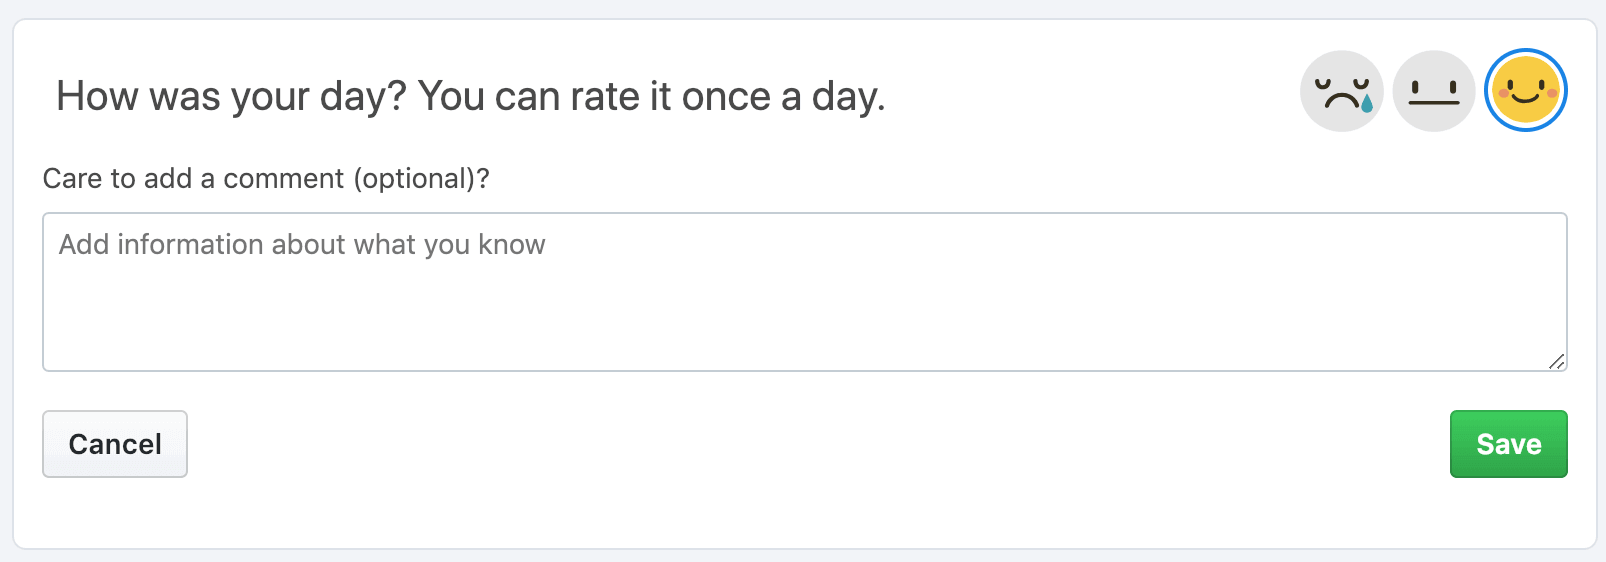 How was your day? You can rate it once a day.
Care to add a comment (optional)?
Add information about what you know
Cancel
Save